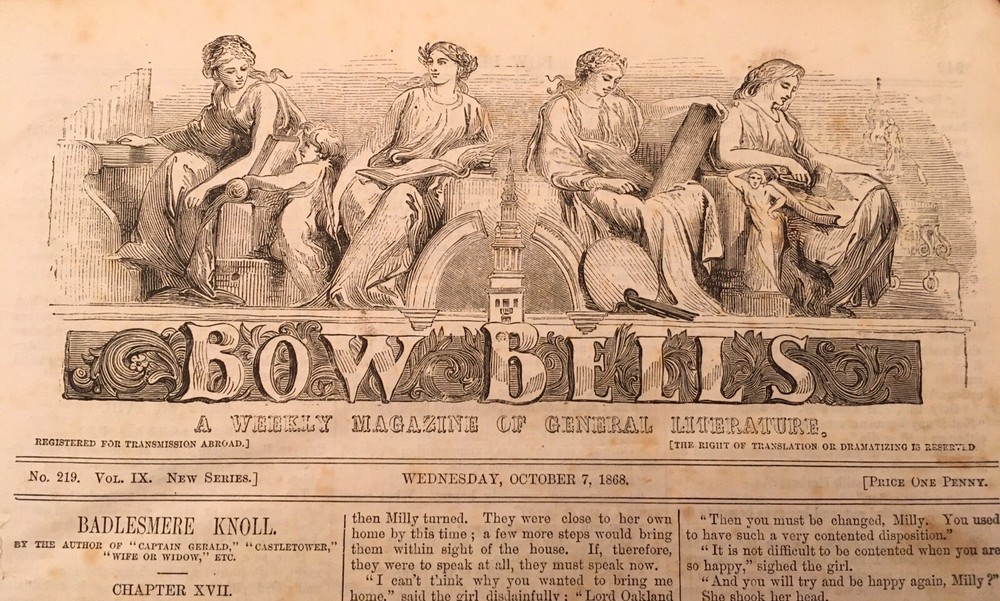 BOW BELLS
A WEEKLY MAGAZINE OF GENERAL LITERATURE.
REGISTERED FOR TRANSMISSION ABROAD.]
[THE RIGHT OF TRANSLATION OR DRAMATIZING IS RESERVED
No. 219. Vol. IX. New Series.]
WEDNESDAY, OCTOBER 7, 1868.
[Price One Penny.
BADLESMERE KNOLL.
BY THE AUTHOR OF "CAPTAIN GERALD," "CASTLETOWER,"
"WIFE OR WIDOW," ETC.
CHAPTER XVII.
then Milly turned. They were close to her own
home by this time; a few more steps would bring
them within sight of the house. If, therefore,
they were to speak at all, they must speak now.
"I can't think why you wanted to bring me
home," said the girl disdainfully; "Lord Oakland
"Then you must be changed, Milly. You used
to have such a very contented disposition."
"It is not difficult to be contented when you are
so happy," sighed the girl.
"And you will try and be happy again, Milly?"
She shook her head.